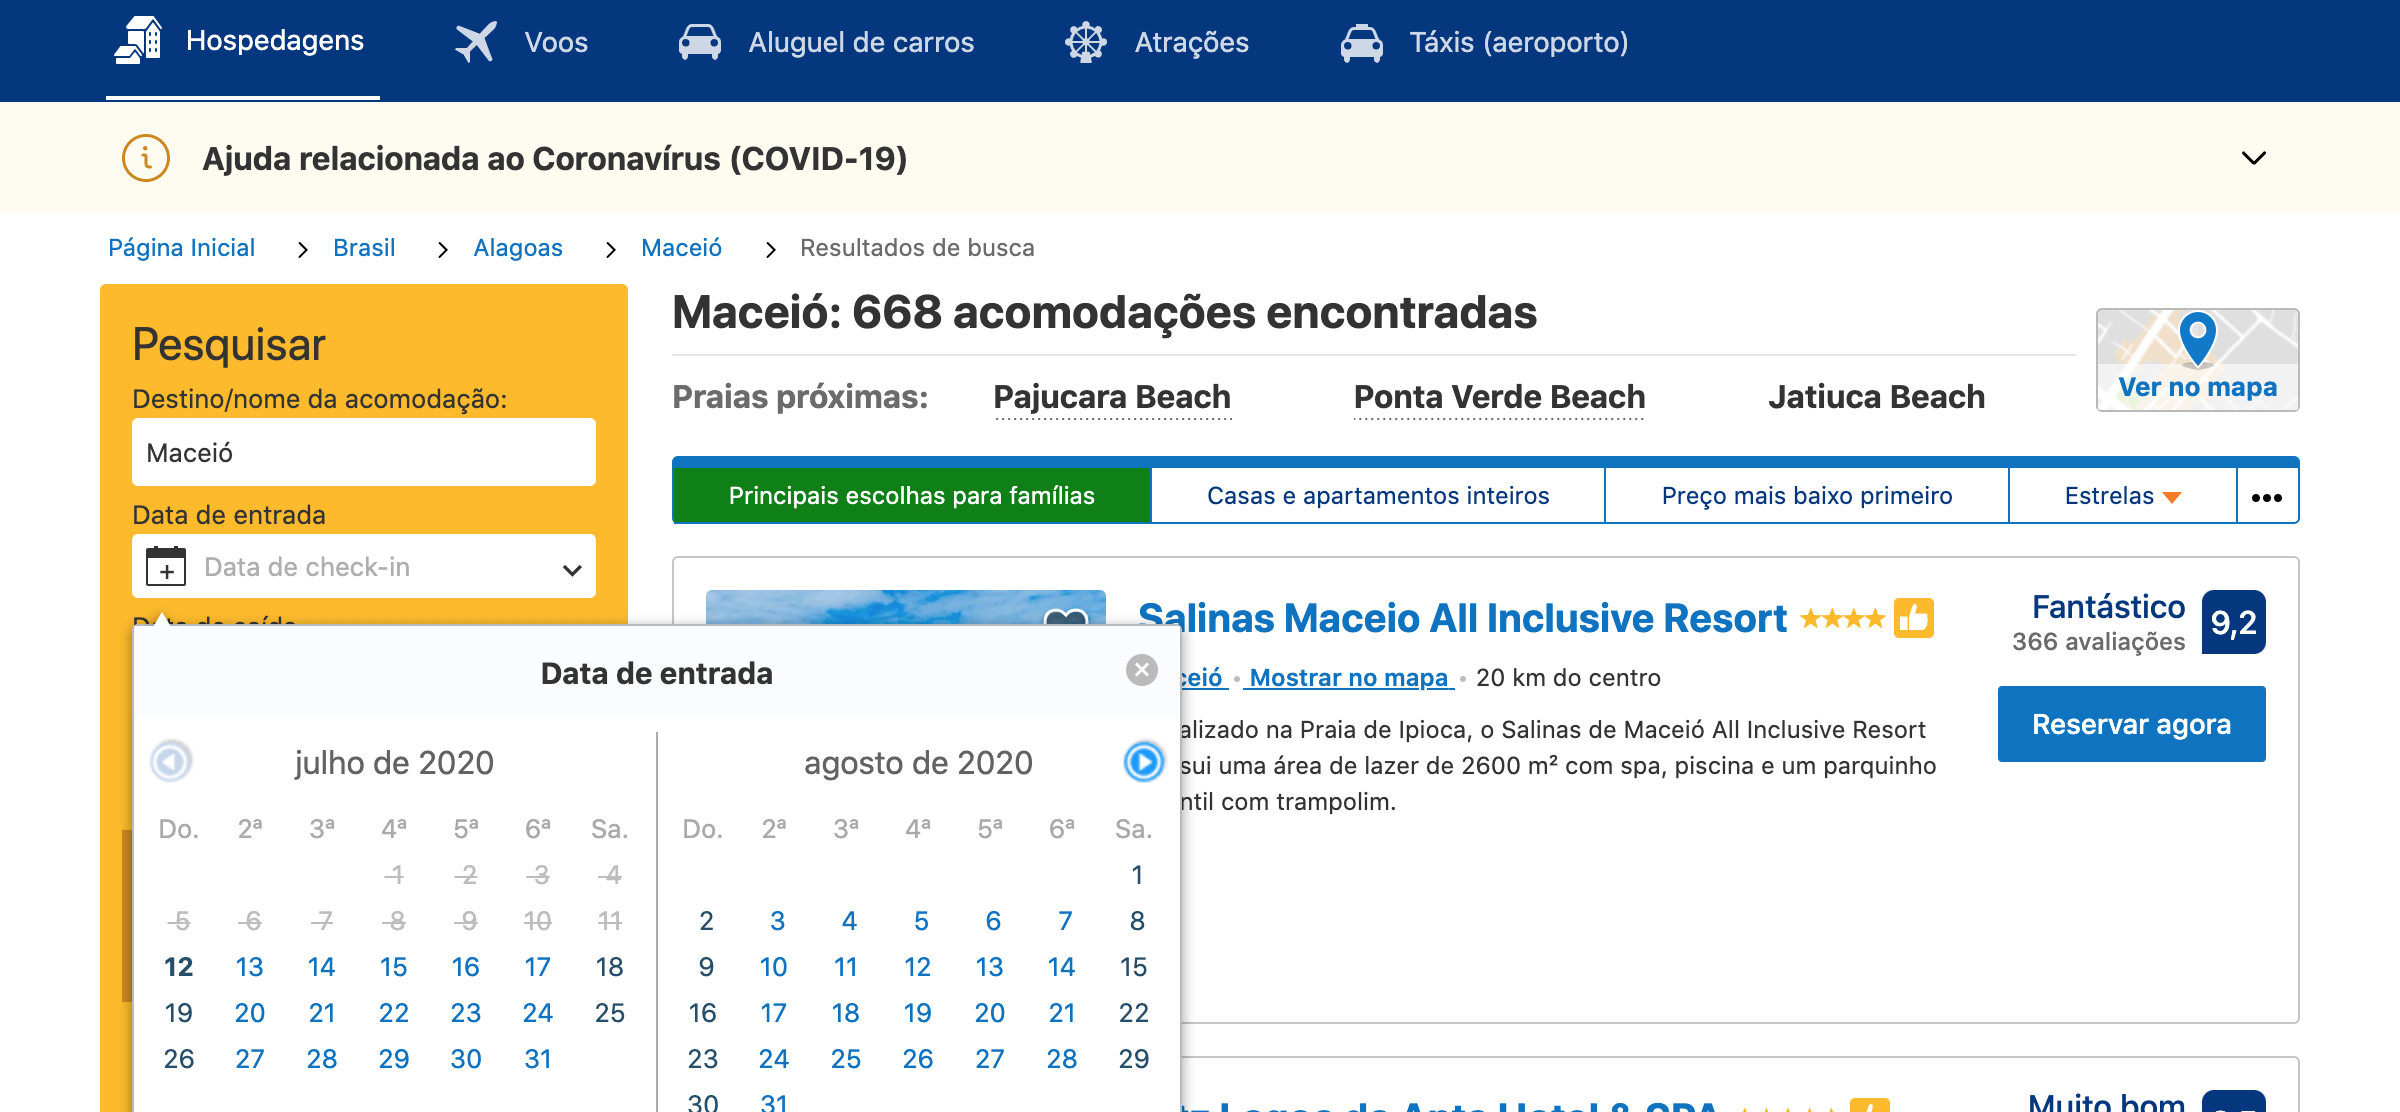 Hospedagens
Voos
Aluguel de carros
Atrações
Táxis (aeroporto)
Ajuda relacionada ao Coronavírus (COVID-19)
Página Inicial
Brasil
Alagoas
Maceió
Resultados de busca
Pesquisar
Destino/nome da acomodação:
Maceió
Data de entrada
Data de check-in
Data de saída
Maceió: 668 acomodações encontradas
Praias próximas: Pajucara Beach Ponta Verde Beach Jatiuca Beach
Ver no mapa
Principais escolhas para famílias
Casas e apartamentos inteiros
Preço mais baixo primeiro
Estrelas
Salinas Maceio All Inclusive Resort
ceió • Mostrar no mapa • 20 km do centro
alizado na Praia de Ipioca, o Salinas de Maceió All Inclusive Resort
sui uma área de lazer de 2600 m² com spa, piscina e um parquinho
ntil com trampolim.
Fantástico
366 avaliações
9,2
Reservar agora
Data de entrada
julho de 2020
Do. 2ª 3ª 4ª 5ª 6ª Sa.
1 2 3 4
5 6 7 8 9 10 11
12 13 14 15 16 17 18
19 20 21 22 23 24 25
26 27 28 29 30 31
agosto de 2020
Do. 2ª 3ª 4ª 5ª 6ª Sa.
1
2 3 4 5 6 7 8
9 10 11 12 13 14 15
16 17 18 19 20 21 22
23 24 25 26 27 28 29
30 31
Lagoa da Anta Hotel & SPA
Muito bom